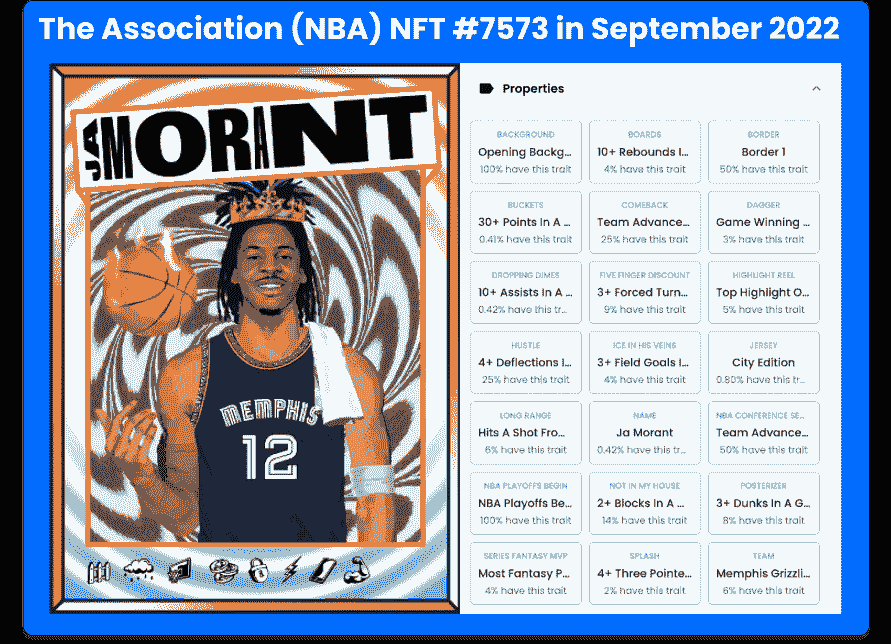 The Association (NBA) NFT #7573 in September 2022
JA MORANT
MEMPHIS
12
Properties
BACKGROUND
Opening Backg...
100% have this trait
BOARDS
10+ Rebounds I...
4% have this trait
BORDER
Border 1
50% have this trait
BUCKETS
30+ Points In A ...
0.41% have this trait
COMEBACK
Team Advance...
25% have this trait
DAGGER
Game Winning ...
3% have this trait
DROPPING DIMES
10+ Assists In A ...
0.42% have this tr...
FIVE FINGER DISCOUNT
3+ Forced Turn...
9% have this trait
HIGHLIGHT REEL
Top Highlight O...
5% have this trait
HUSTLE
4+ Deflections I...
25% have this trait
ICE IN HIS VEINS
3+ Field Goals I...
4% have this trait
JERSEY
City Edition
0.80% have this tr...
LONG RANGE
Hits A Shot Fro...
6% have this trait
NAME
Ja Morant
0.42% have this tr...
NBA CONFERENCE SE...
Team Advance...
50% have this trait
NBA PLAYOFFS BEGIN
NBA Playoffs Be...
100% have this trait
NOT IN MY HOUSE
2+ Blocks In A ...
14% have this trait
POSTERIZER
3+ Dunks In A G...
8% have this trait
SERIES FANTASY MVP
Most Fantasy P...
4% have this trait
SPLASH
4+ Three Pointe...
2% have this trait
TEAM
Memphis Grizzli...
6% have this trait